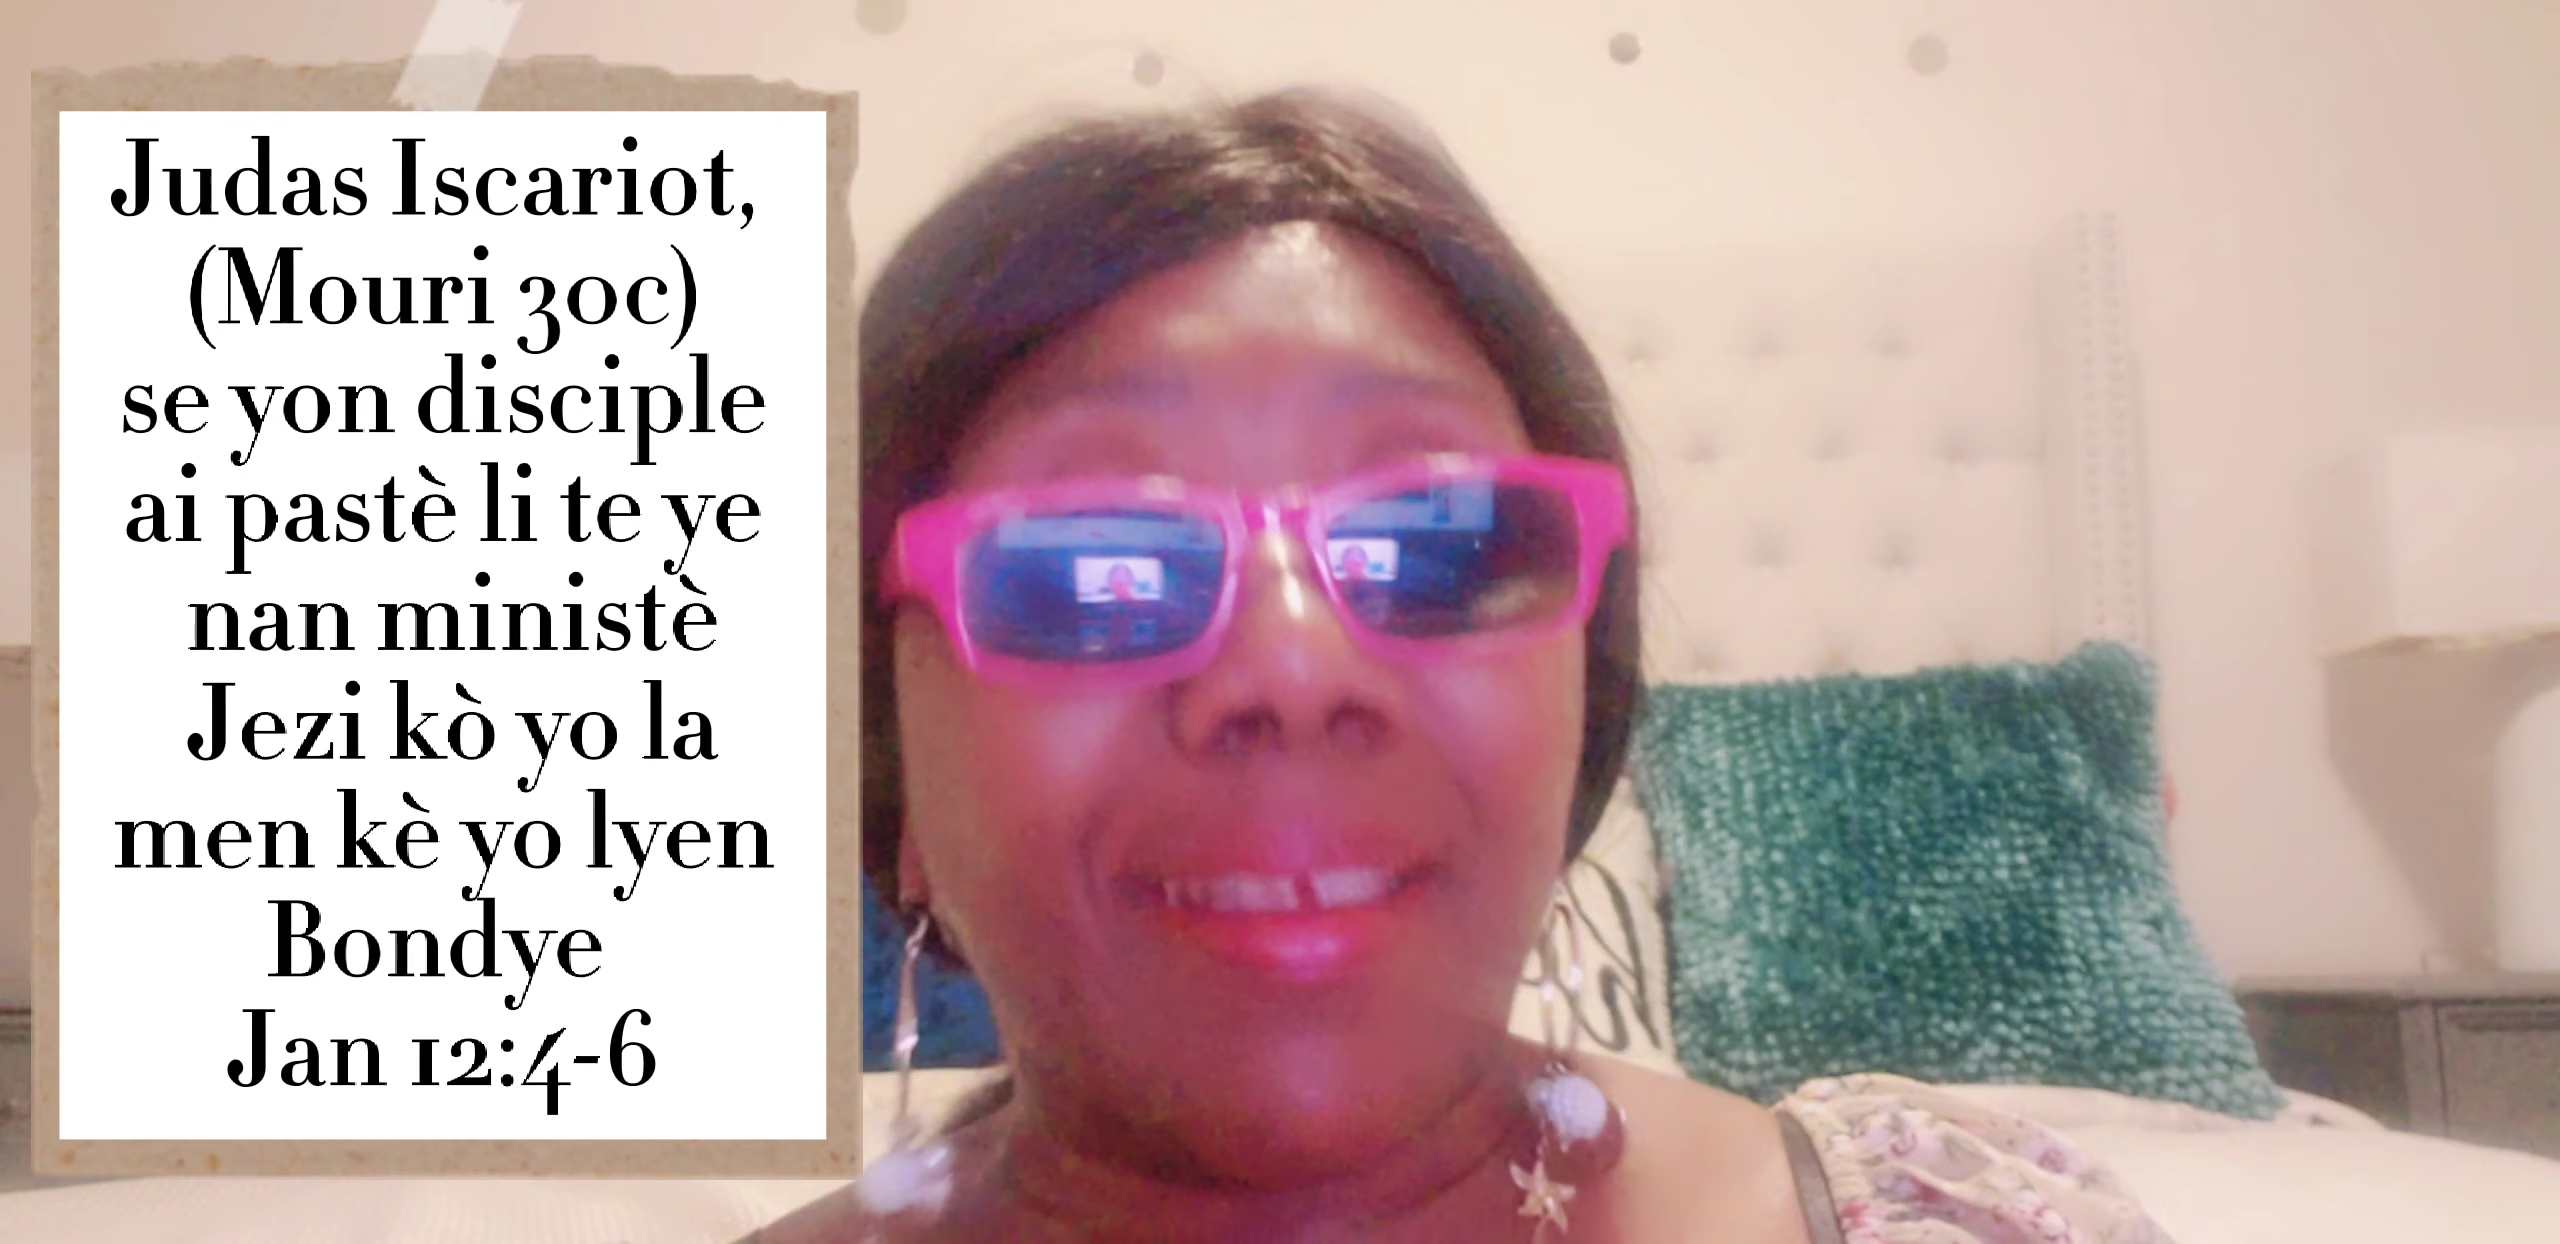 Judas Iscariot,
(Mouri 30c)
se yon disciple
ai pastè li te ye
nan ministè
Jezi kò yo la
men kè yo lyen
Bondye
Jan 12:4-6